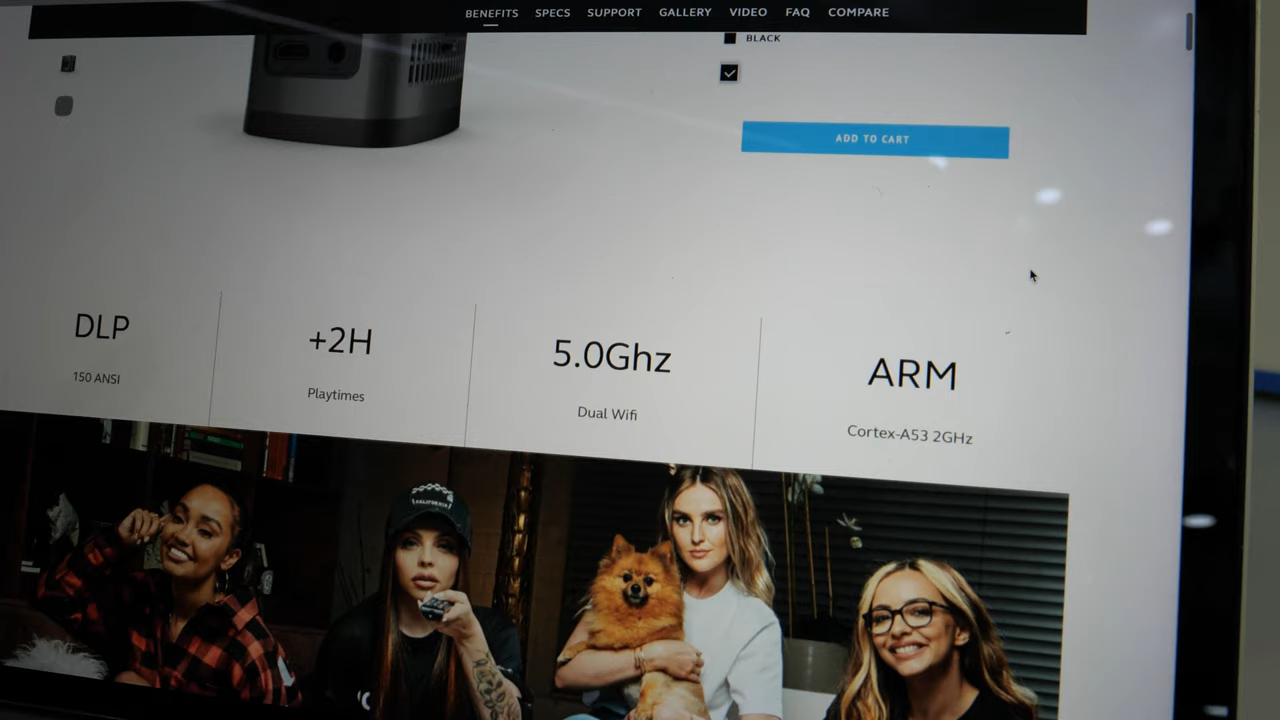 BENEFITS SPECS SUPPORT GALLERY VIDEO FAQ COMPARE
BLACK
ADD TO CART
DLP
150 ANSI
+2H
Playtimes
5.0Ghz
Dual Wifi
ARM
Cortex-A53 2GHz
CALIFORNIA